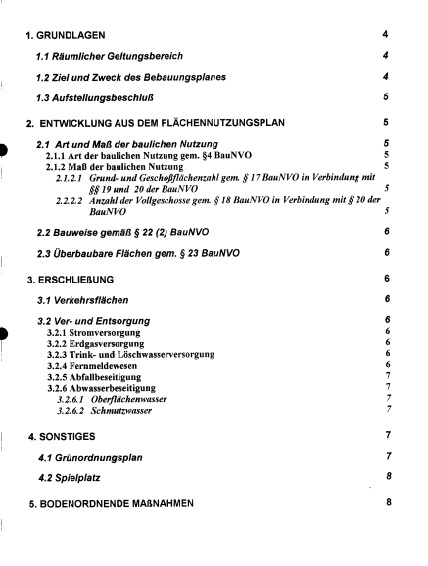 1. GRUNDLAGEN 4
1.1 Räumlicher Geltungsbereich 4
1.2 Ziel und Zweck des Bebauungsplanes 4
1.3 Aufstellungsbeschluß 5
2. ENTWICKLUNG AUS DEM FLÄCHENNUTZUNGSPLAN 5
2.1 Art und Maß der baulichen Nutzung 5
2.1.1 Art der baulichen Nutzung gem. §4 BauNVO 5
2.1.2 Maß der baulichen Nutzung 5
2.1.2.1 Grund- und Geschoßflächenzahl gem. § 17 BauNVO in Verbindung mit
§§ 19 und 20 der BauNVO 5
2.2.2.2 Anzahl der Vollgeschosse gem. § 18 BauNVO in Verbindung mit § 20 der
BauNVO 5
2.2 Bauweise gemäß § 22 (2) BauNVO 6
2.3 Überbaubare Flächen gem. § 23 BauNVO 6
3. ERSCHLIEßUNG 6
3.1 Verkehrsflächen 6
3.2 Ver- und Entsorgung 6
3.2.1 Stromversorgung 6
3.2.2 Erdgasversorgung 6
3.2.3 Trink- und Löschwasserversorgung 6
3.2.4 Fernmeldewesen 6
3.2.5 Abfallbeseitigung 7
3.2.6 Abwasserbeseitigung 7
3.2.6.1 Oberflächenwasser 7
3.2.6.2 Schmutzwasser 7
4. SONSTIGES 7
4.1 Grünordnungsplan 7
4.2 Spielplatz 8
5. BODENORDNENDE MAßNAHMEN 8